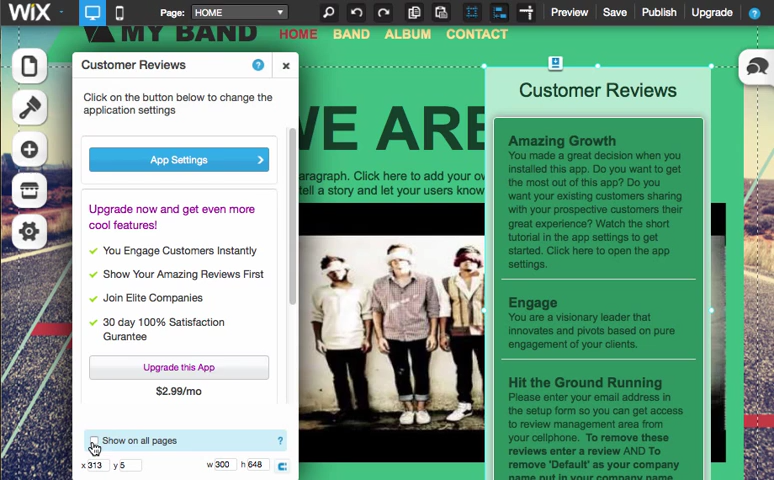 WiX
Page: HOME
Preview
Save
Publish
Upgrade
?
MY BAND
HOME
BAND
ALBUM
CONTACT
Customer Reviews
?
×
Click on the button below to change the
application settings
App Settings
Upgrade now and get even more
cool features!
You Engage Customers Instantly
Show Your Amazing Reviews First
Join Elite Companies
30 day 100% Satisfaction
Gurantee
Upgrade this App
$2.99/mo
Show on all pages
?
x 313 y 5 w 300 h 648
WE ARE
aragraph. Click here to add your ow
tell a story and let your users know
Customer Reviews
Amazing Growth
You made a great decision when you
installed this app. Do you want to get
the most out of this app? Do you
want your existing customers sharing
with your prospective customers their
great experience? Watch the short
tutorial in the app settings to get
started. Click here to open the app
settings.
Engage
You are a visionary leader that
innovates and pivots based on pure
engagement of your clients.
Hit the Ground Running
Please enter your email address in
the setup form so you can get access
to review management area from
your cellphone. To remove these
reviews enter a review AND To
remove 'Default' as your company
name put in your company name